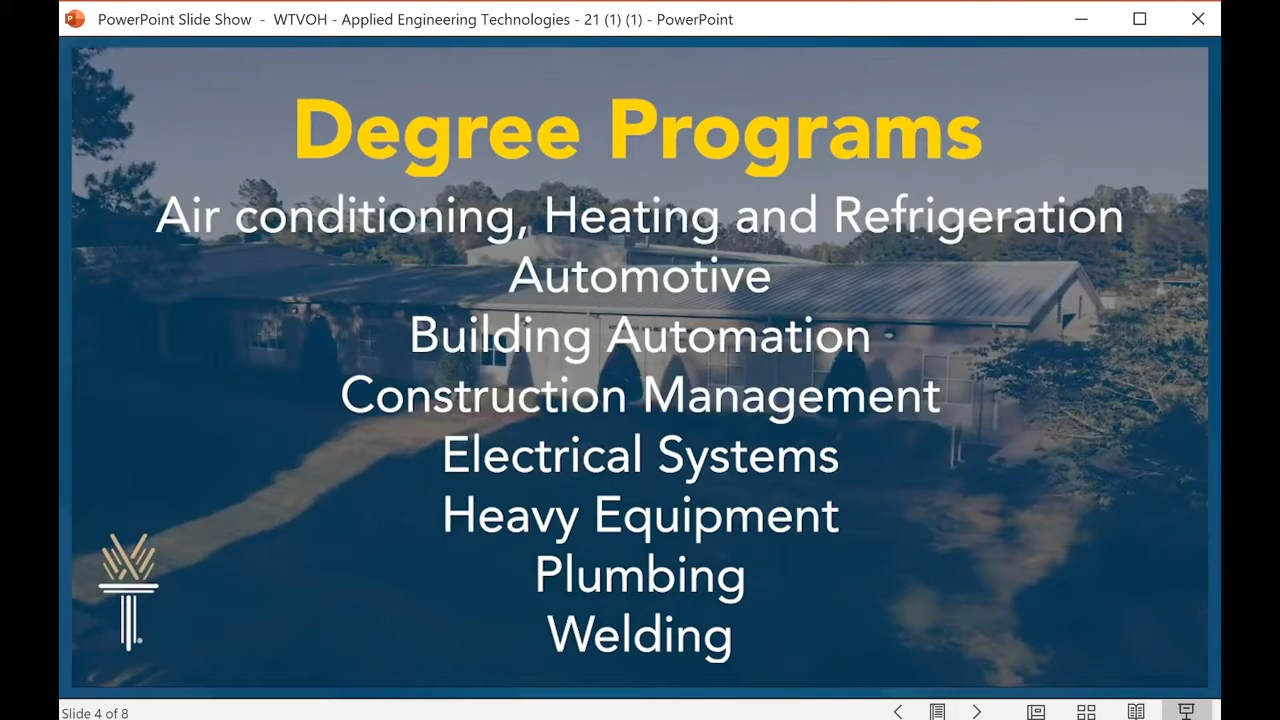 PowerPoint Slide Show - WTVOH - Applied Engineering Technologies - 21 (1) (1) - PowerPoint
Degree Programs
Air conditioning, Heating and Refrigeration
Automotive
Building Automation
Construction Management
Electrical Systems
Heavy Equipment
Plumbing
Welding
Slide 4 of 8